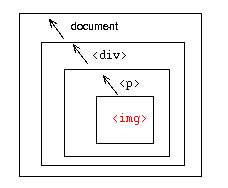 document
<div>
<p>
<img>